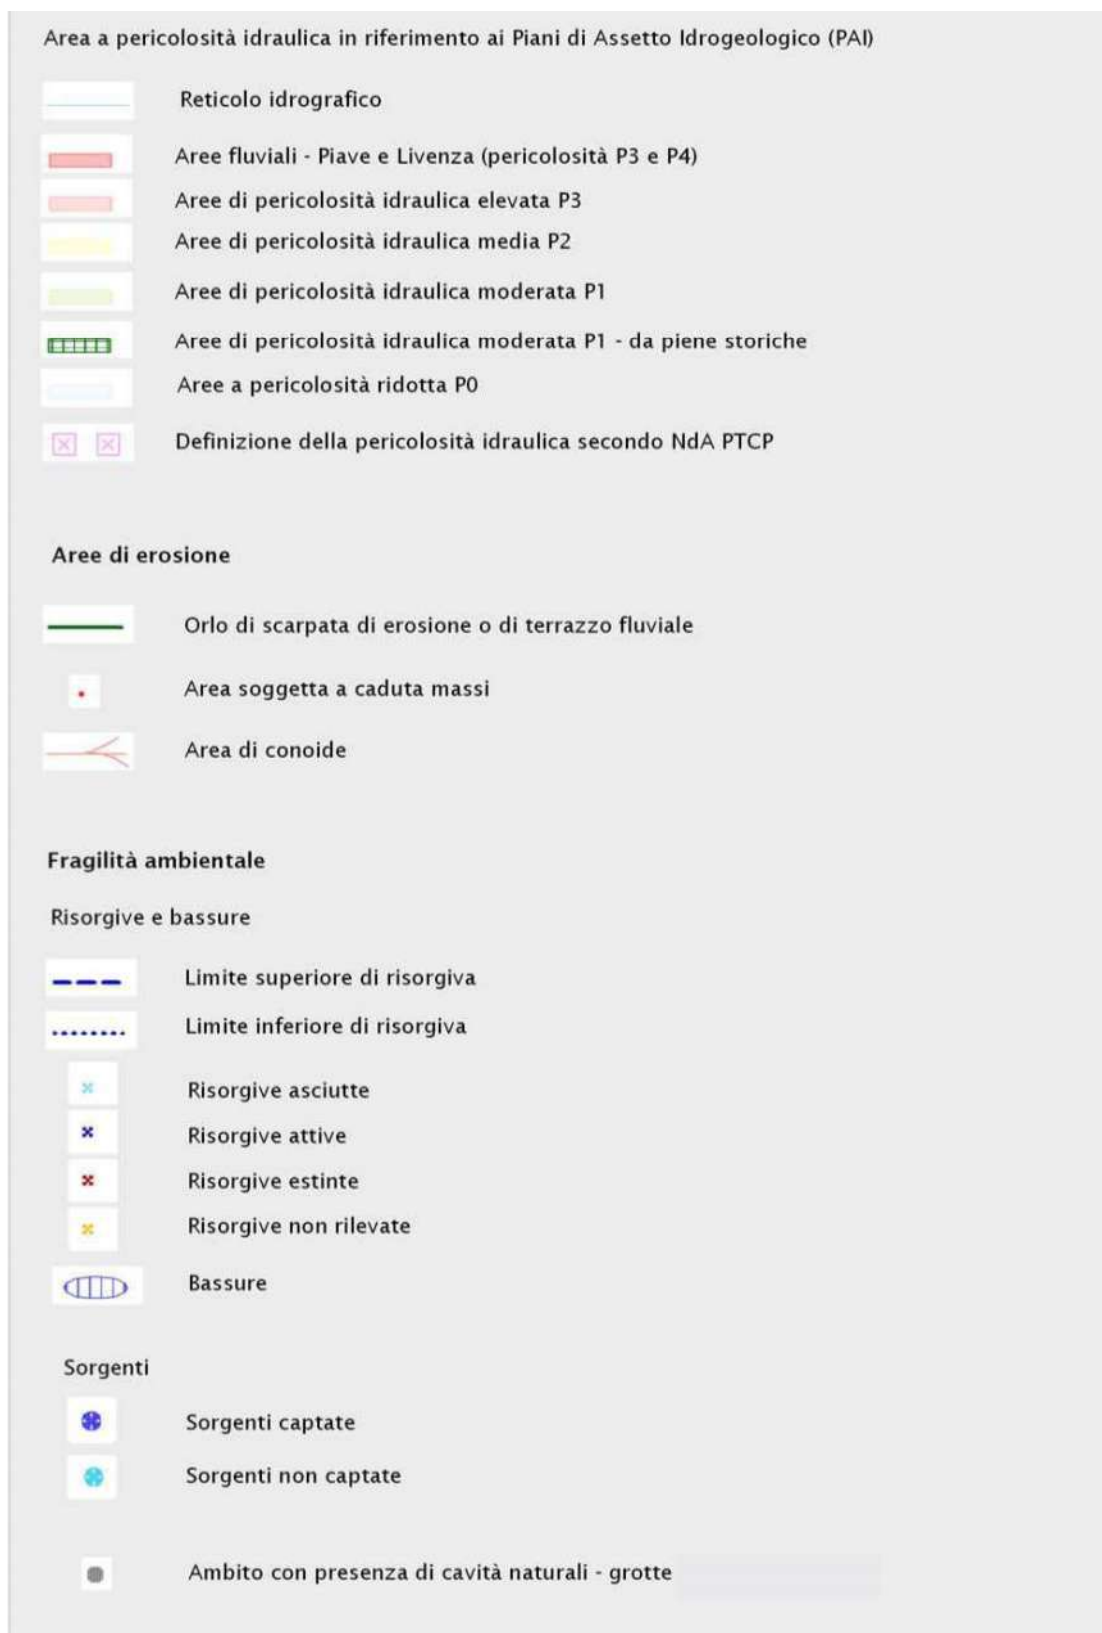 Area a pericolosità idraulica in riferimento ai Piani di Assetto Idrogeologico (PAI)
Reticolo idrografico
Aree fluviali - Piave e Livenza (pericolosità P3 e P4)
Aree di pericolosità idraulica elevata P3
Aree di pericolosità idraulica media P2
Aree di pericolosità idraulica moderata P1
Aree di pericolosità idraulica moderata P1 - da piene storiche
Aree a pericolosità ridotta P0
Definizione della pericolosità idraulica secondo NdA PTCP
Aree di erosione
Orlo di scarpata di erosione o di terrazzo fluviale
Area soggetta a caduta massi
Area di conoide
Fragilità ambientale
Risorgive e bassure
Limite superiore di risorgiva
Limite inferiore di risorgiva
Risorgive asciutte
Risorgive attive
Risorgive estinte
Risorgive non rilevate
Bassure
Sorgenti
Sorgenti captate
Sorgenti non captate
Ambito con presenza di cavità naturali - grotte